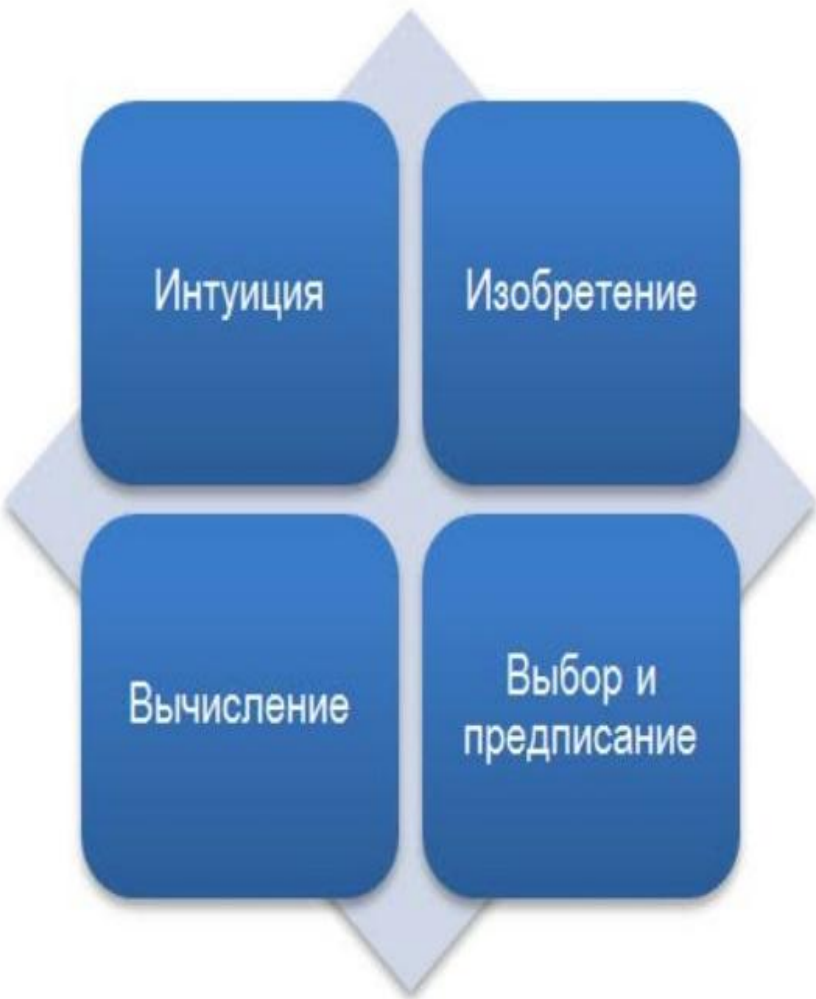 Интуиция
Изобретение
Вычисление
Выбор и
предписание